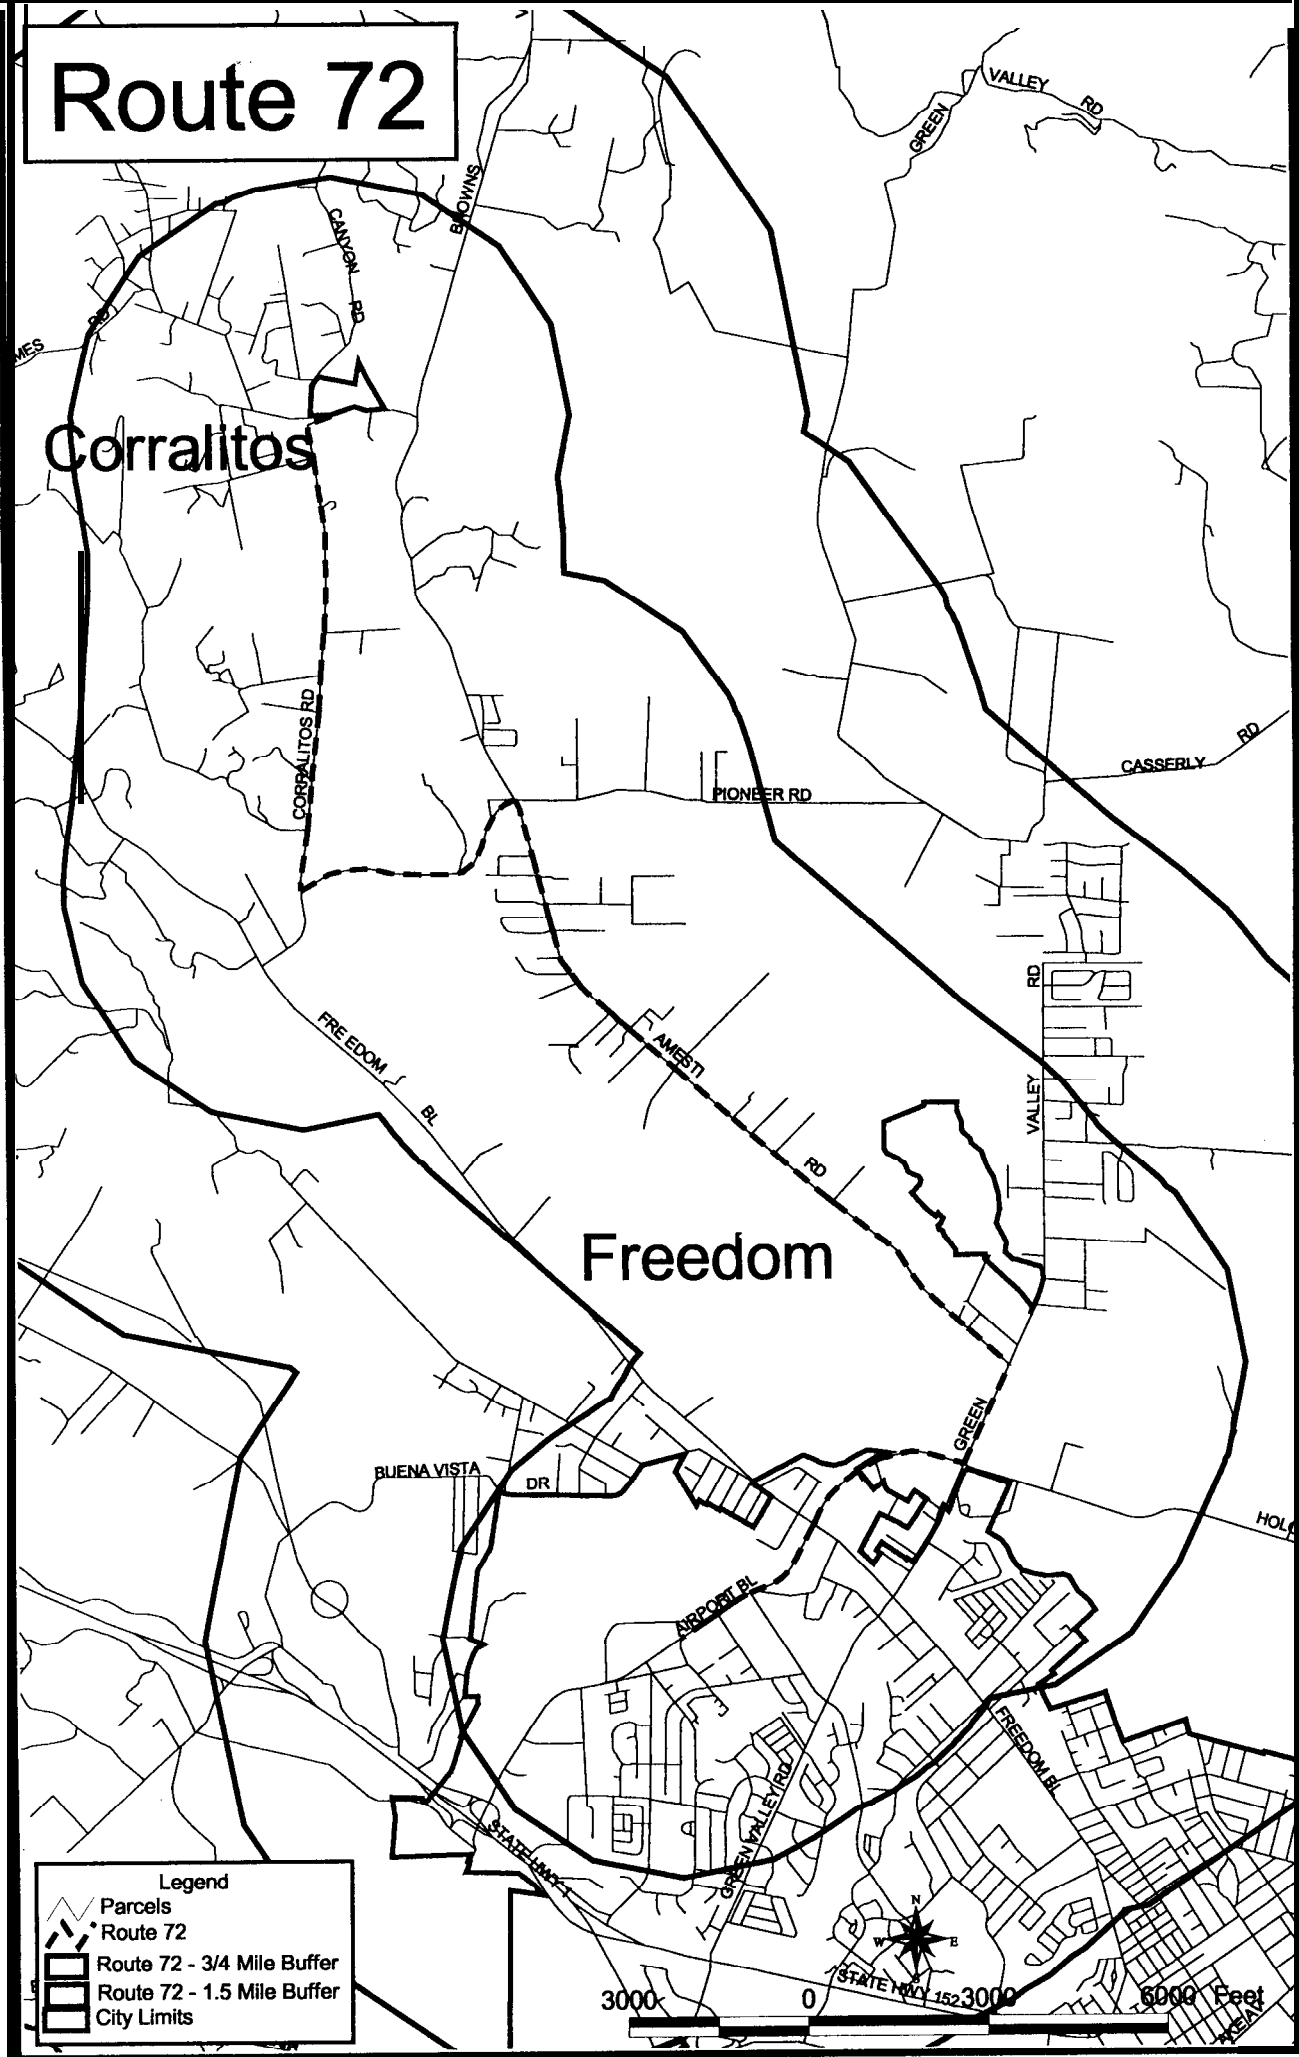 Route 72
VALLEY RD
GREEN
BROWNS
CANYON RD
RD
MES
Corralitos
CORRALITOS RD
CASSERLY RD
PIONEER RD
RD
VALLEY
FREEDOM BL
AMESTI RD
Freedom
GREEN
BUENA VISTA DR
HOLO
AIRPORT BL
FREEDOM BL
GREEN VALLEY RD
STATE HWY 1
Legend
Parcels
Route 72
Route 72 - 3/4 Mile Buffer
Route 72 - 1.5 Mile Buffer
City Limits
N
W E
S
STATE HWY 152
3000 0 3000 6000 Feet